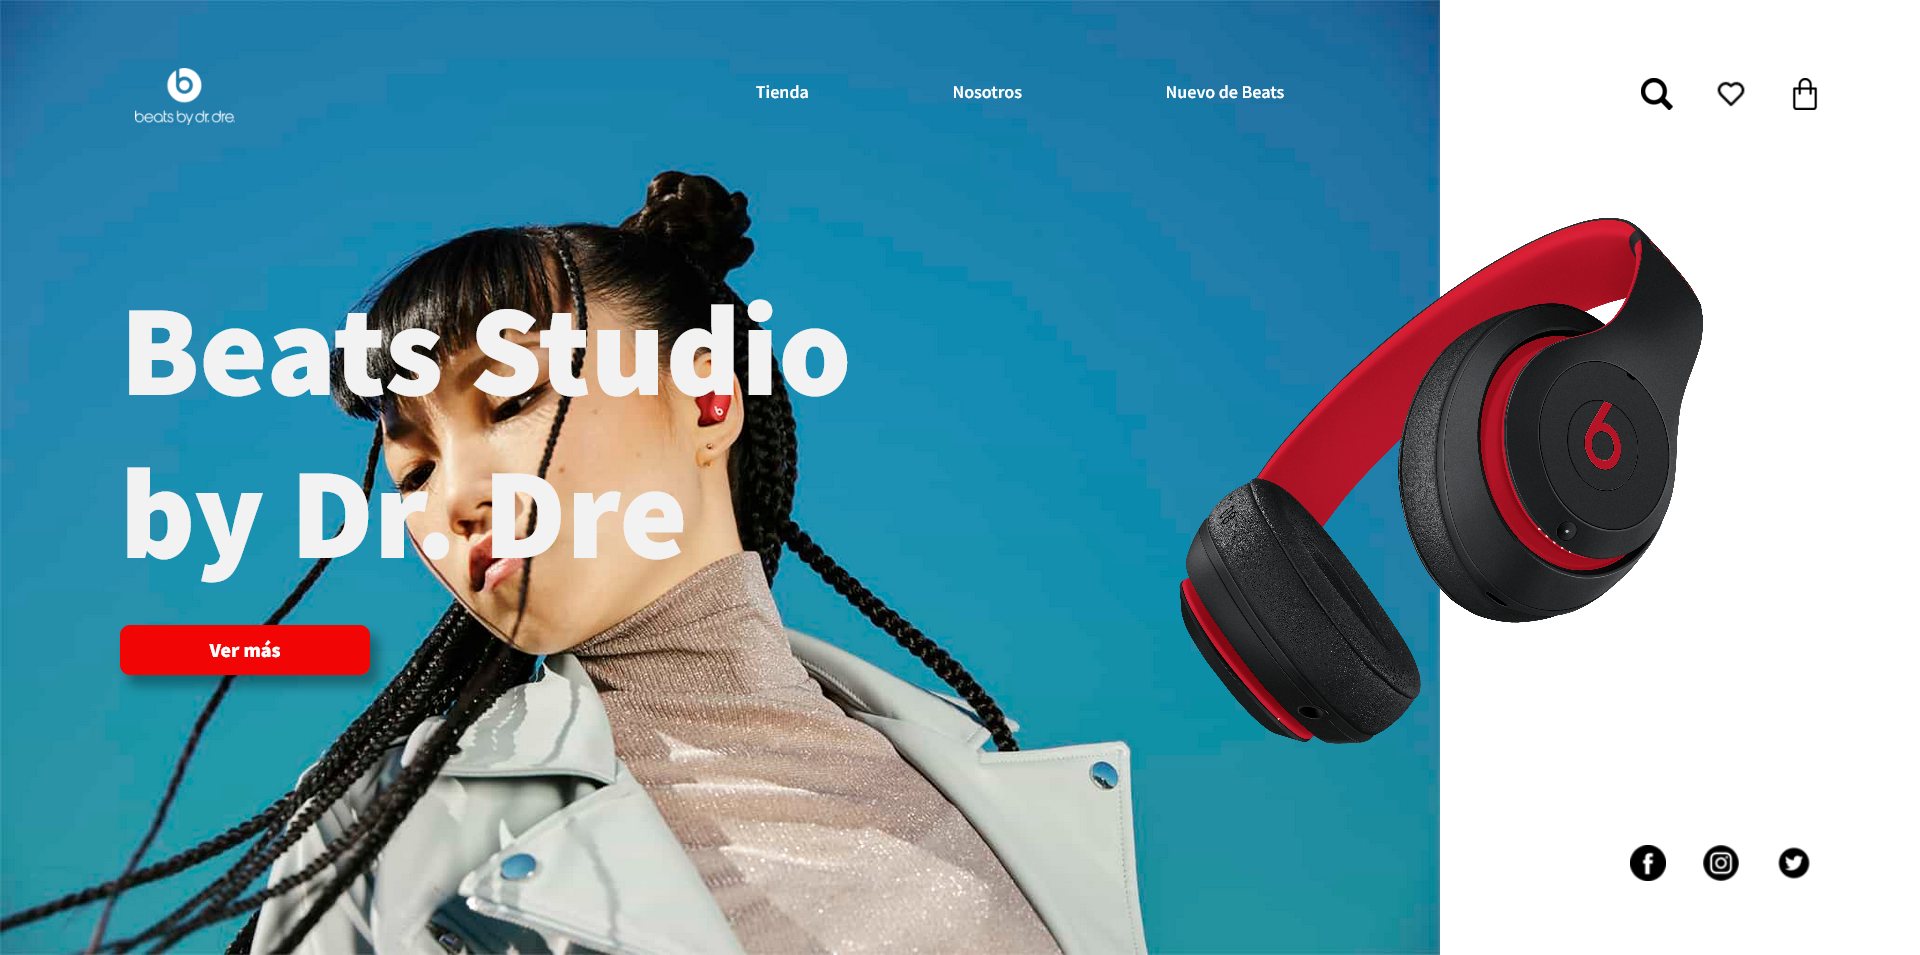 beats by dr. dre.
Tienda
Nosotros
Nuevo de Beats
Beats Studio
by Dr. Dre
Ver más